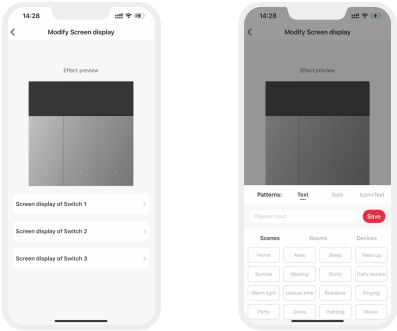 14:28
Modify Screen display
Effect preview
Screen display of Switch 1
Screen display of Switch 2
Screen display of Switch 3
14:28
Modify Screen display
Effect preview
Patterns: Text Icon Icon+Text
Please input Save
Scenes Rooms Devices
Home Away Sleep Wake up
Sunrise Meeting Study Daily routine
Warm light Leisure time Romance Singing
Party Game Painting Movie